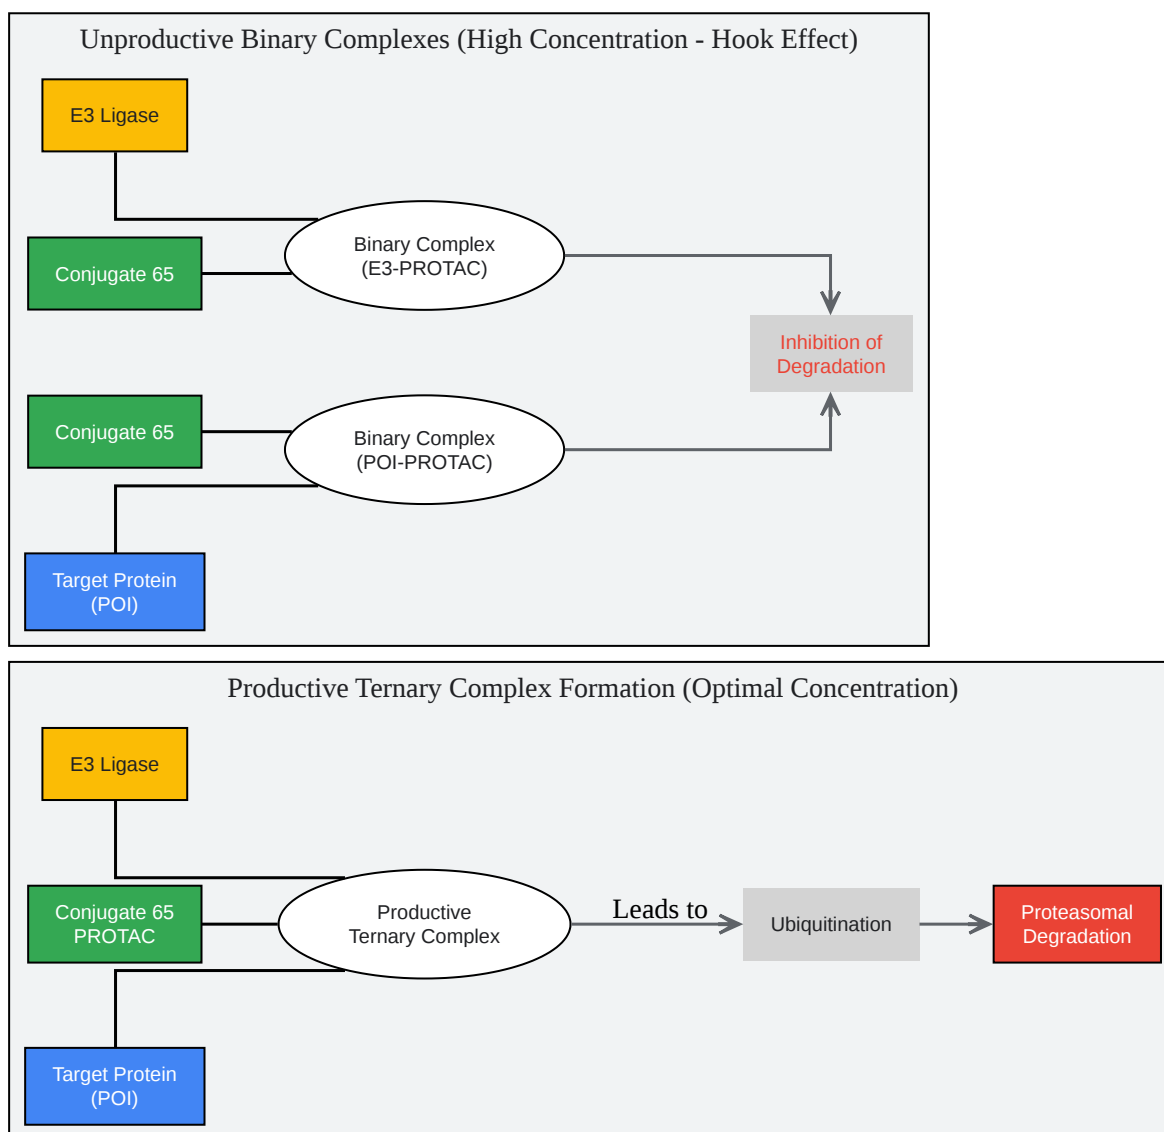 Unproductive Binary Complexes (High Concentration - Hook Effect)
E3 Ligase
Conjugate 65
Binary Complex
(E3-PROTAC)
Inhibition of
Degradation
Conjugate 65
Binary Complex
(POI-PROTAC)
Target Protein
(POI)
Productive Ternary Complex Formation (Optimal Concentration)
E3 Ligase
Conjugate 65
PROTAC
Productive
Ternary Complex
Leads to
Ubiquitination
Proteasomal
Degradation
Target Protein
(POI)